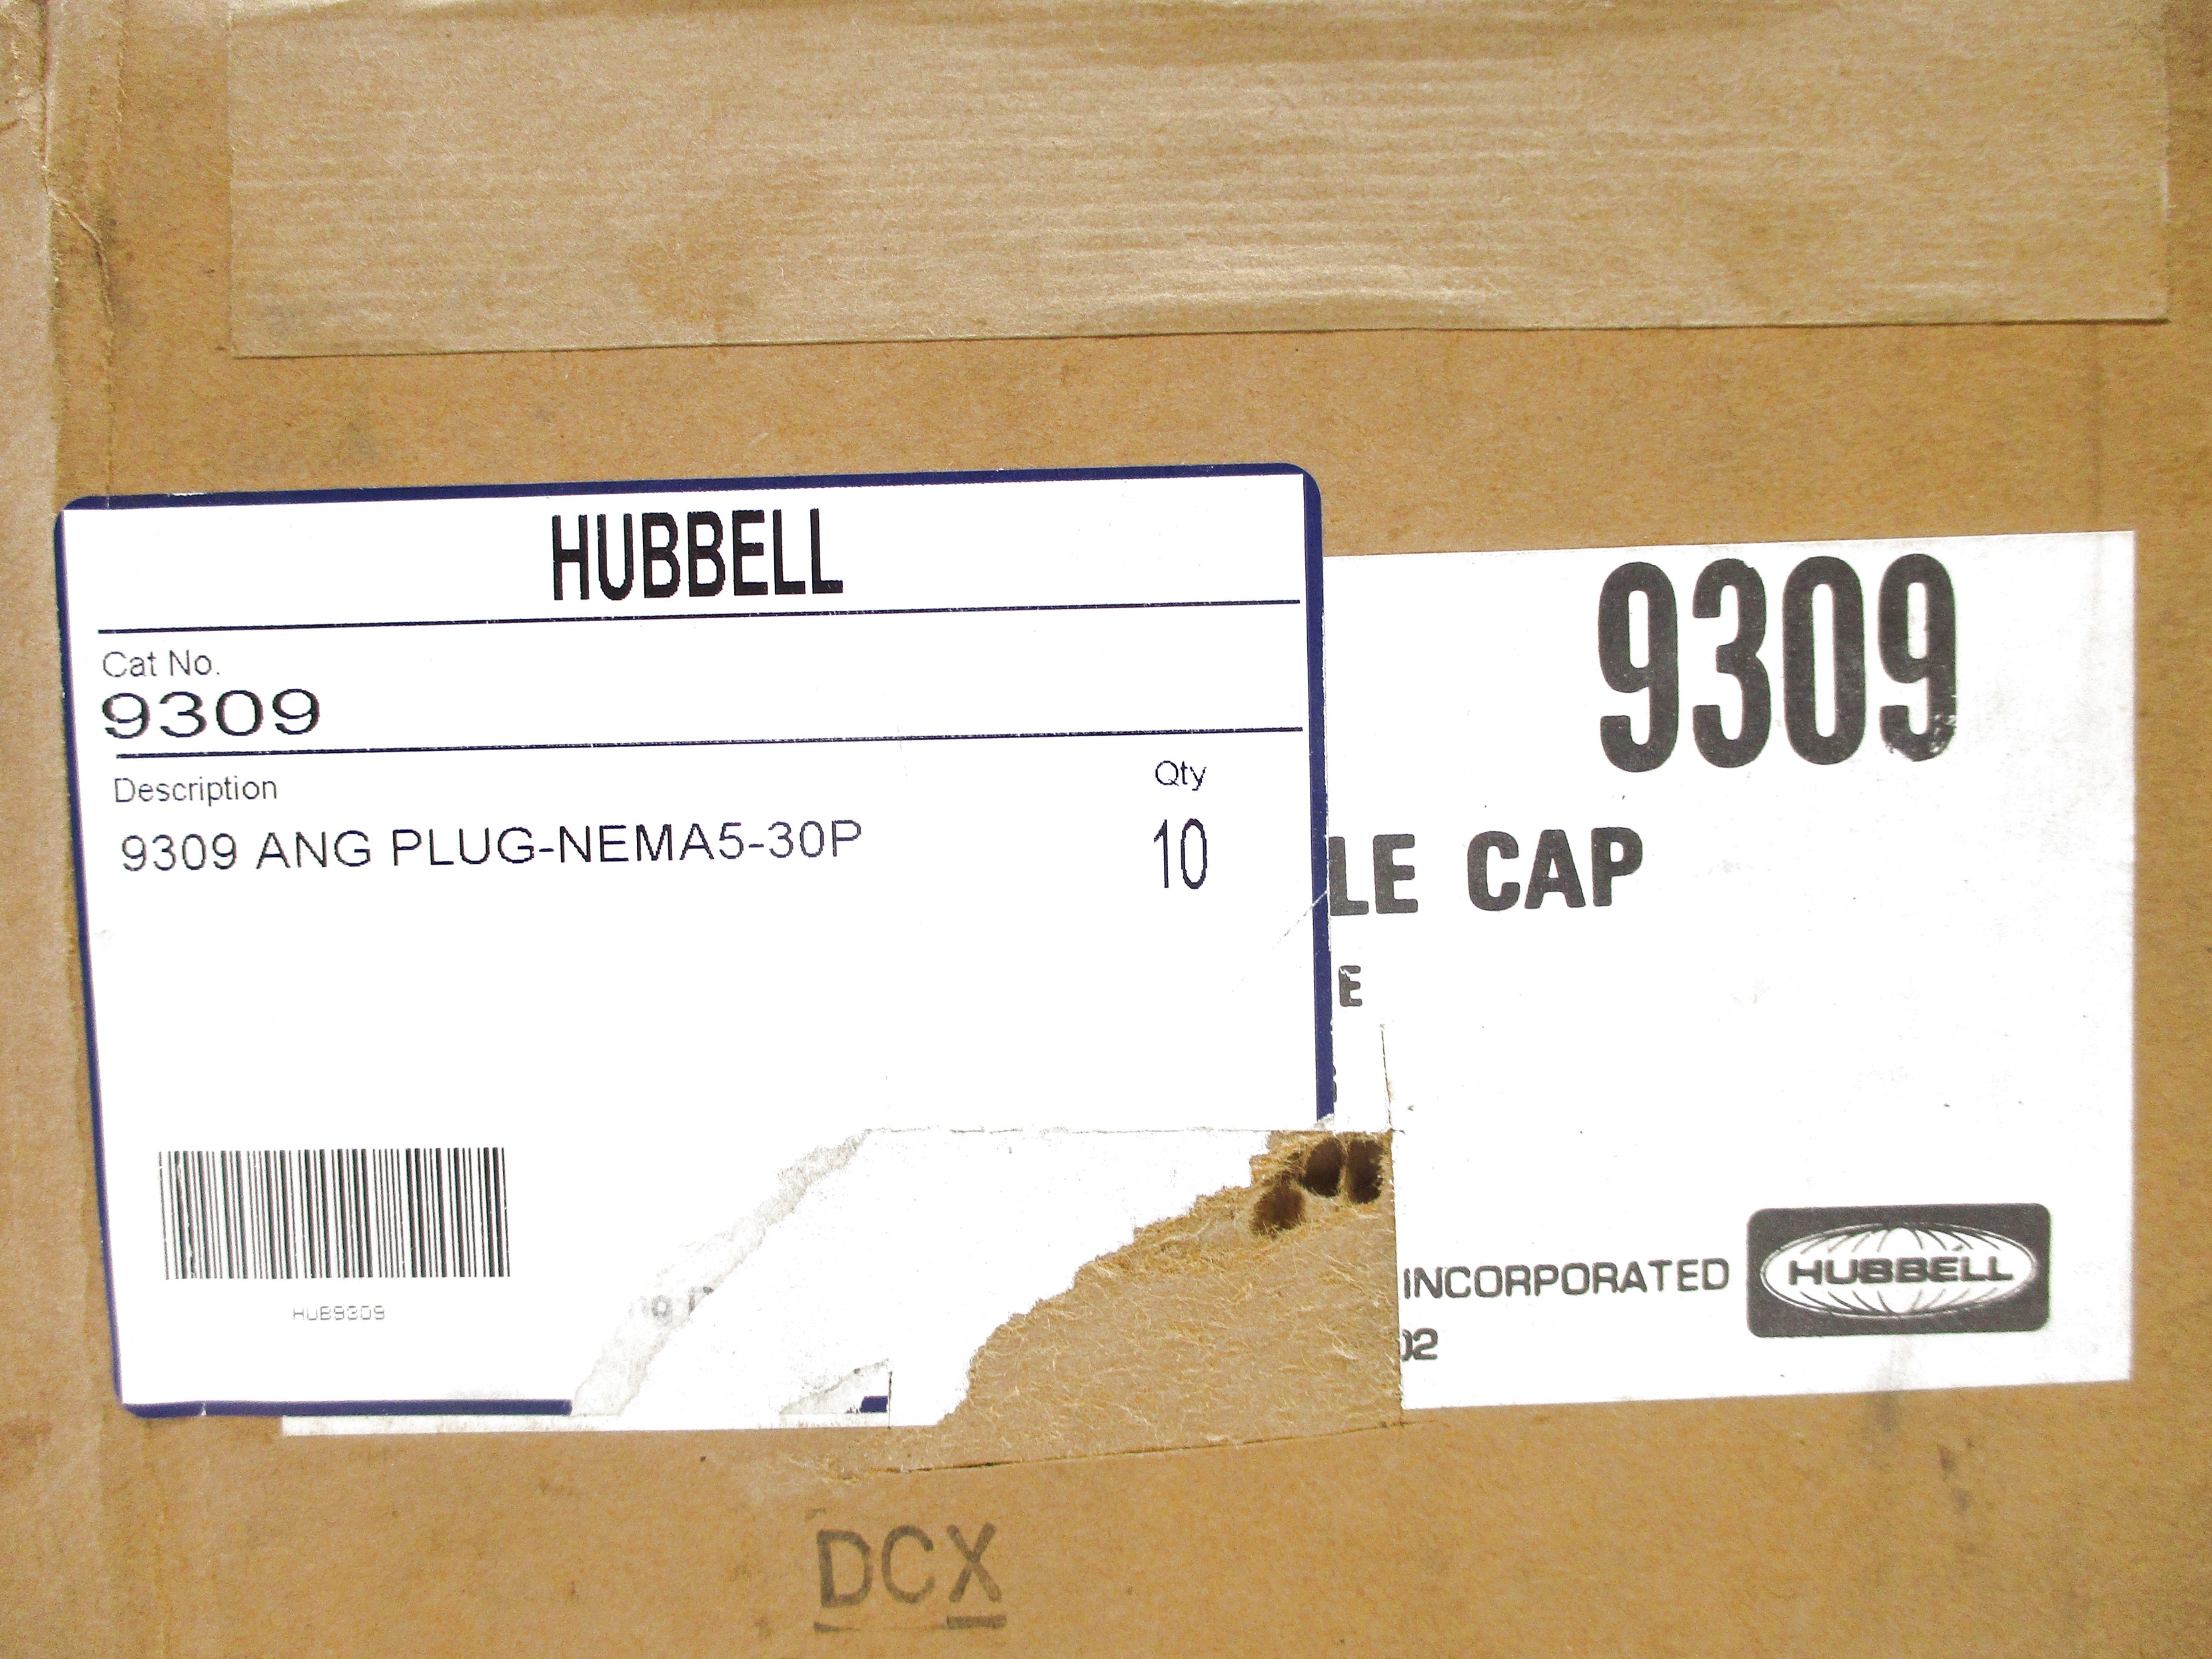 HUBBELL
Cat No.
9309
Description
Qty
9309 ANG PLUG-NEMA5-30P
10
HUB9309
9309
LE CAP
E
INCORPORATED
HUBBELL
02
DCX